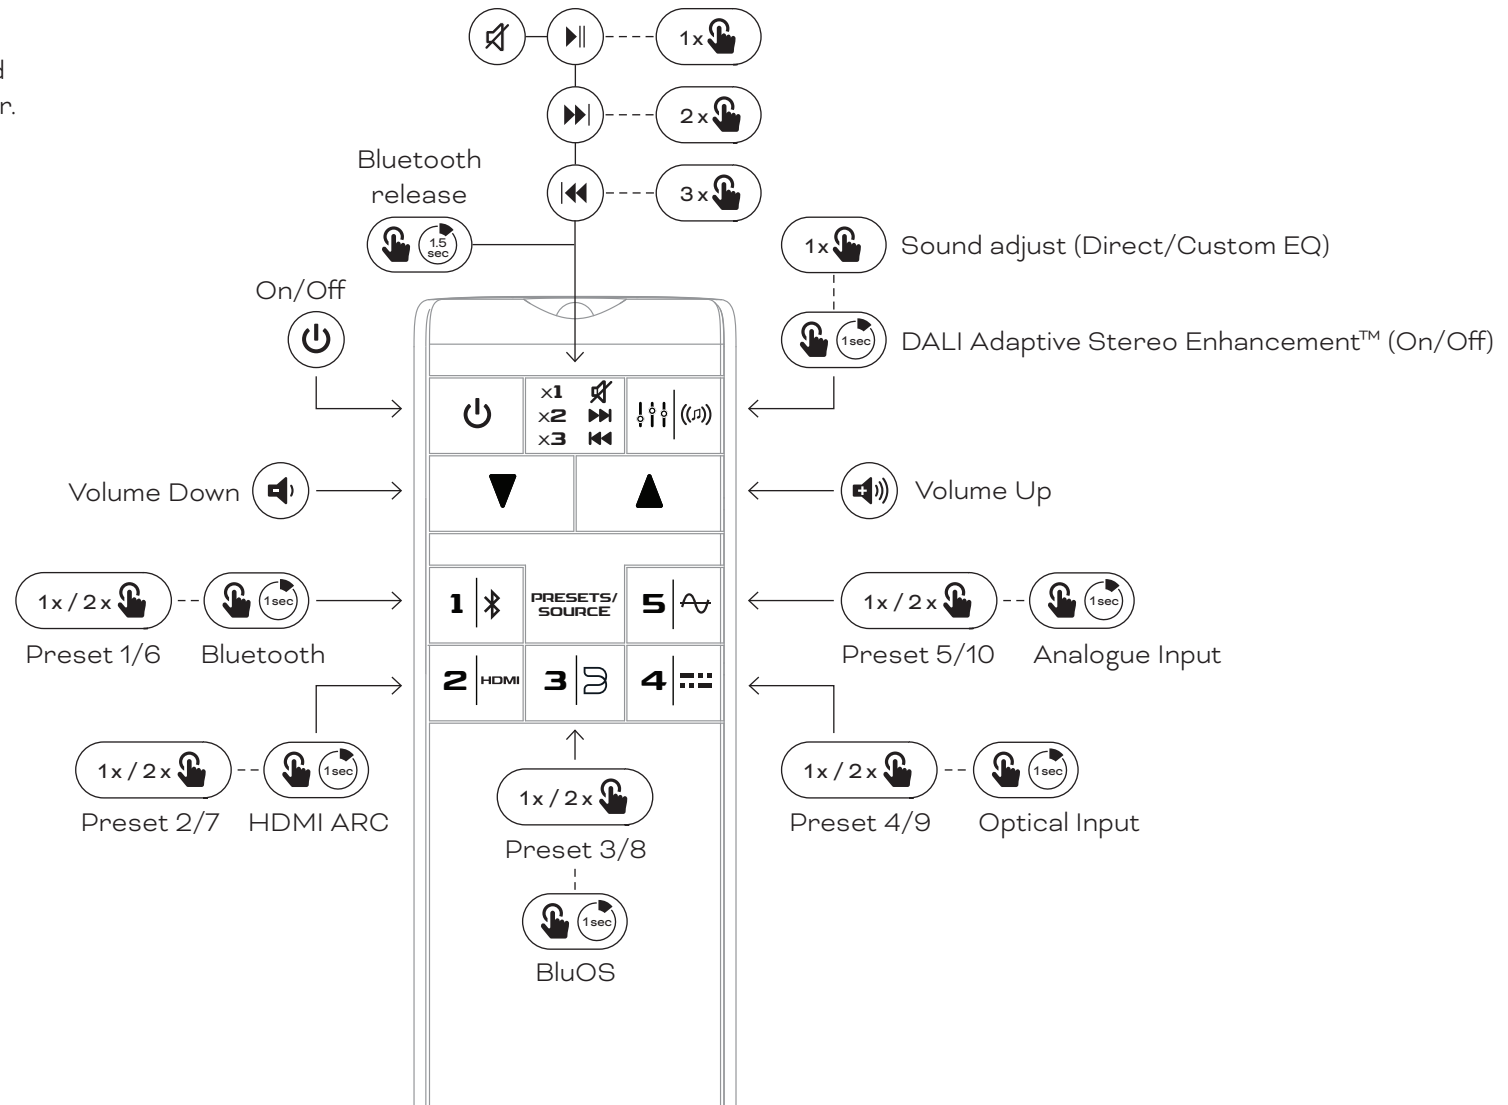 1x
d
r.
2x
Bluetooth
release
3x
1.5
sec
1x
Sound adjust (Direct/Custom EQ)
On/Off
1sec
DALI Adaptive Stereo Enhancement™ (On/Off)
x1
x2
x3
Volume Down
Volume Up
1x / 2x
1sec
1
PRESETS/
SOURCE
5
1x / 2x
1sec
Preset 1/6
Bluetooth
Preset 5/10
Analogue Input
2 HDMI
3
4
1x / 2x
1sec
1x / 2x
1sec
1x / 2x
Preset 2/7
HDMI ARC
Preset 4/9
Optical Input
Preset 3/8
1sec
BluOS